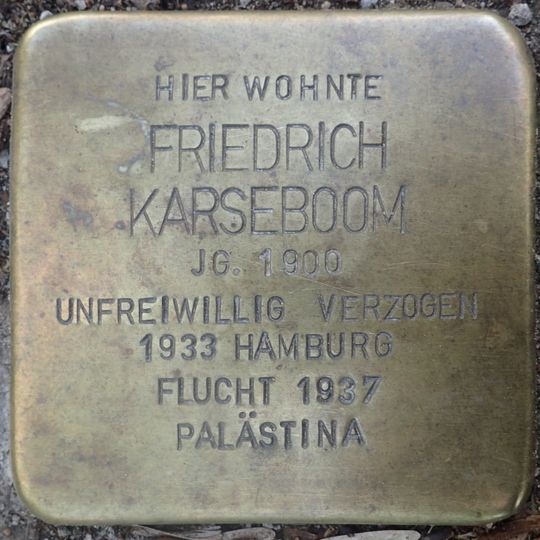 HIER WOHNTE
FRIEDRICH
KARSEBOOM
JG. 1900
UNFREIWILLIG VERZOGEN
1933 HAMBURG
FLUCHT 1937
PALÄSTINA